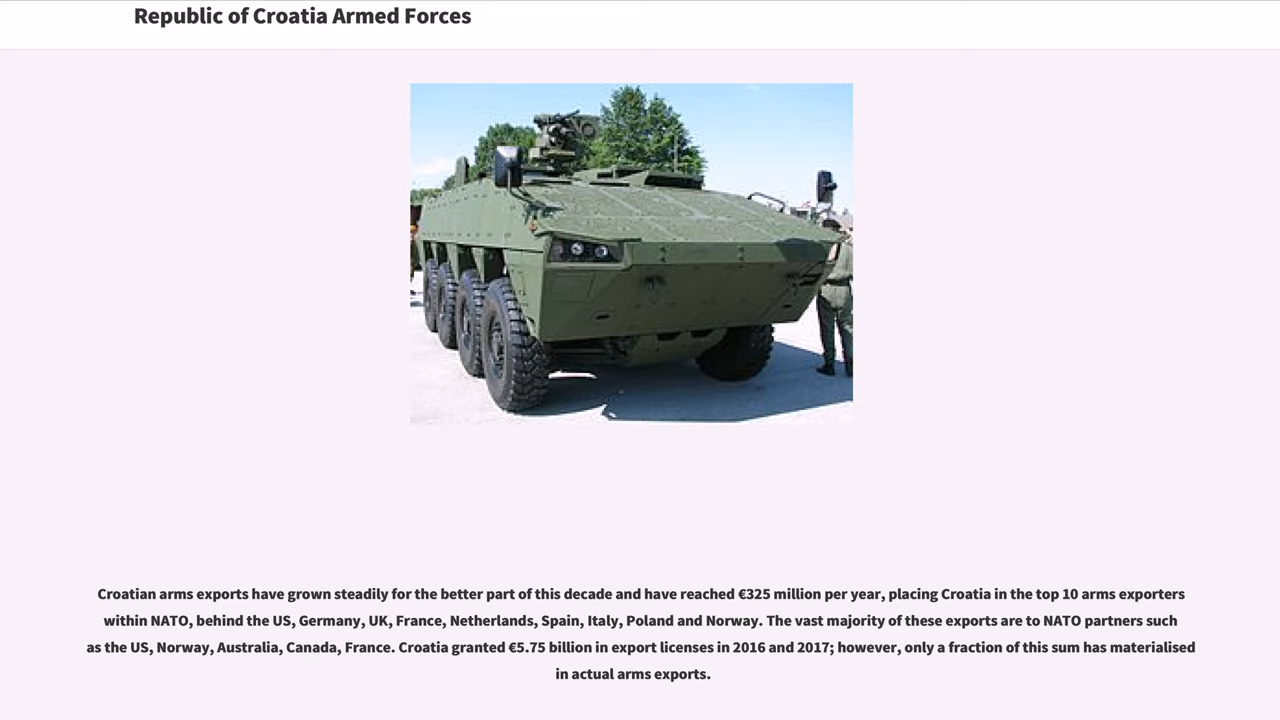 Republic of Croatia Armed Forces
Croatian arms exports have grown steadily for the better part of this decade and have reached €325 million per year, placing Croatia in the top 10 arms exporters
within NATO, behind the US, Germany, UK, France, Netherlands, Spain, Italy, Poland and Norway. The vast majority of these exports are to NATO partners such
as the US, Norway, Australia, Canada, France. Croatia granted €5.75 billion in export licenses in 2016 and 2017; however, only a fraction of this sum has materialised
in actual arms exports.